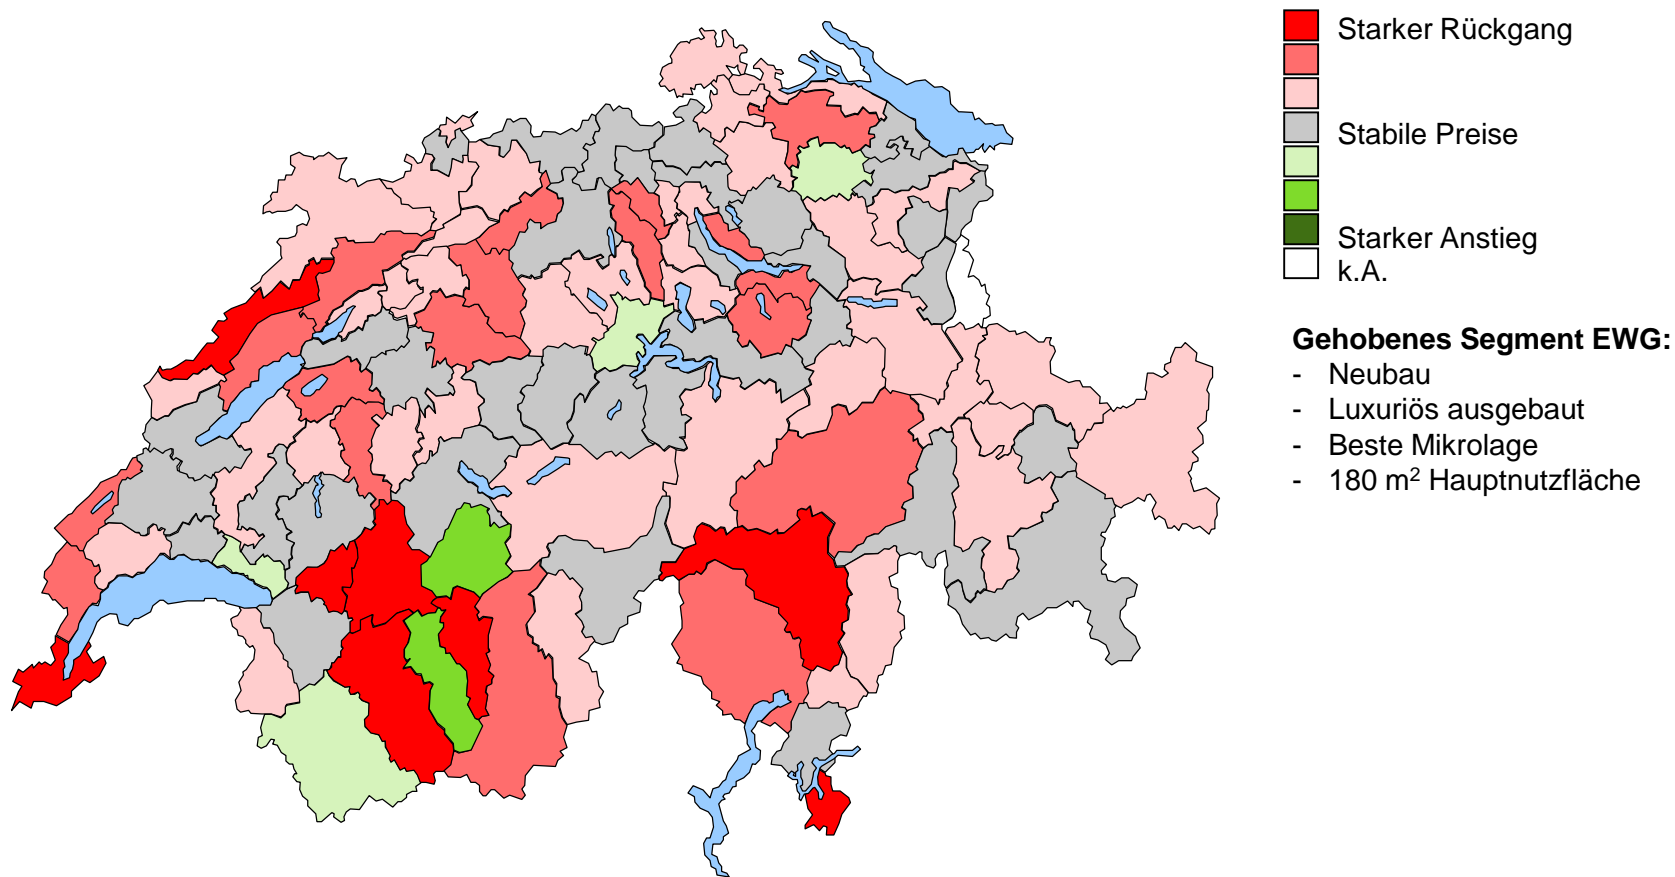 Starker Rückgang
Stabile Preise
Starker Anstieg
k.A.
Gehobenes Segment EWG:
- Neubau
- Luxuriös ausgebaut
- Beste Mikrolage
- 180 m² Hauptnutzfläche